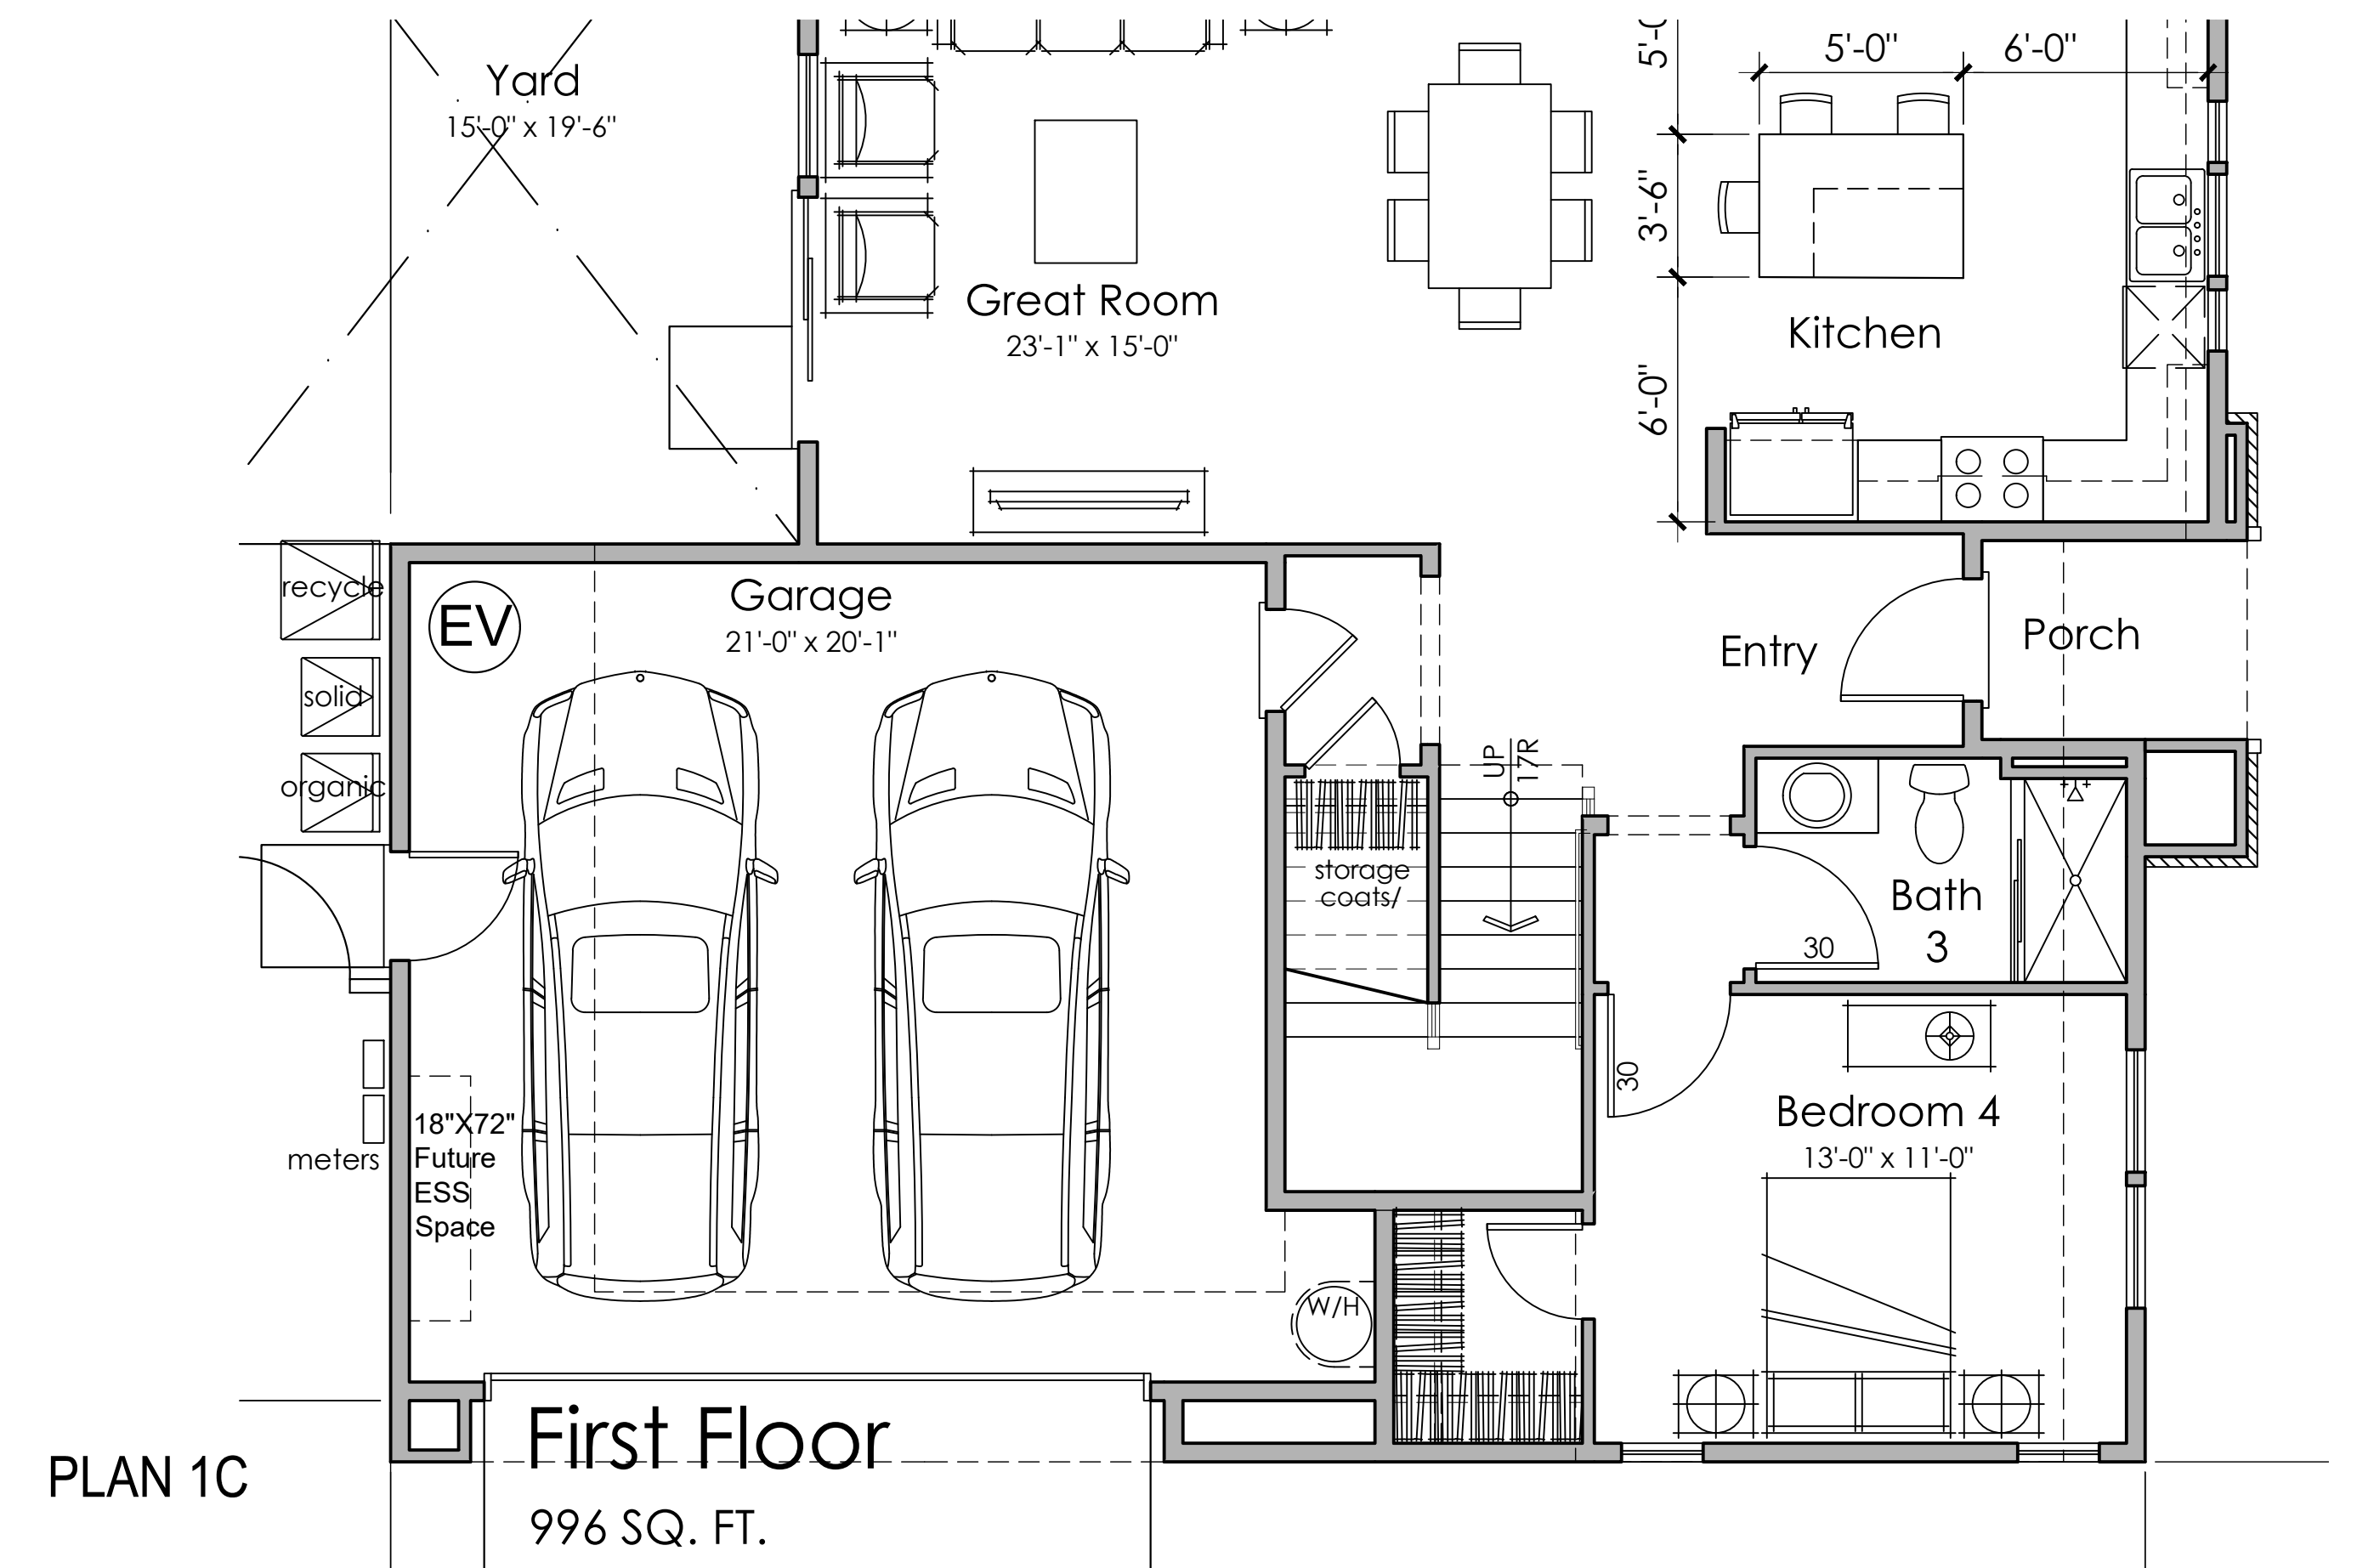 Yard
15'-0" x 19'-6"
5'-0"
6'-0"
3'-6"
Great Room
23'-1" x 15'-0"
Kitchen
6'-0"
recycle
EV
Garage
21'-0" x 20'-1"
Entry
Porch
solid
organic
UP
17R
storage
coats/
Bath
3
30
30
meters
18"X72"
Future
ESS
Space
Bedroom 4
13'-0" x 11'-0"
W/H
First Floor
996 SQ. FT.
PLAN 1C